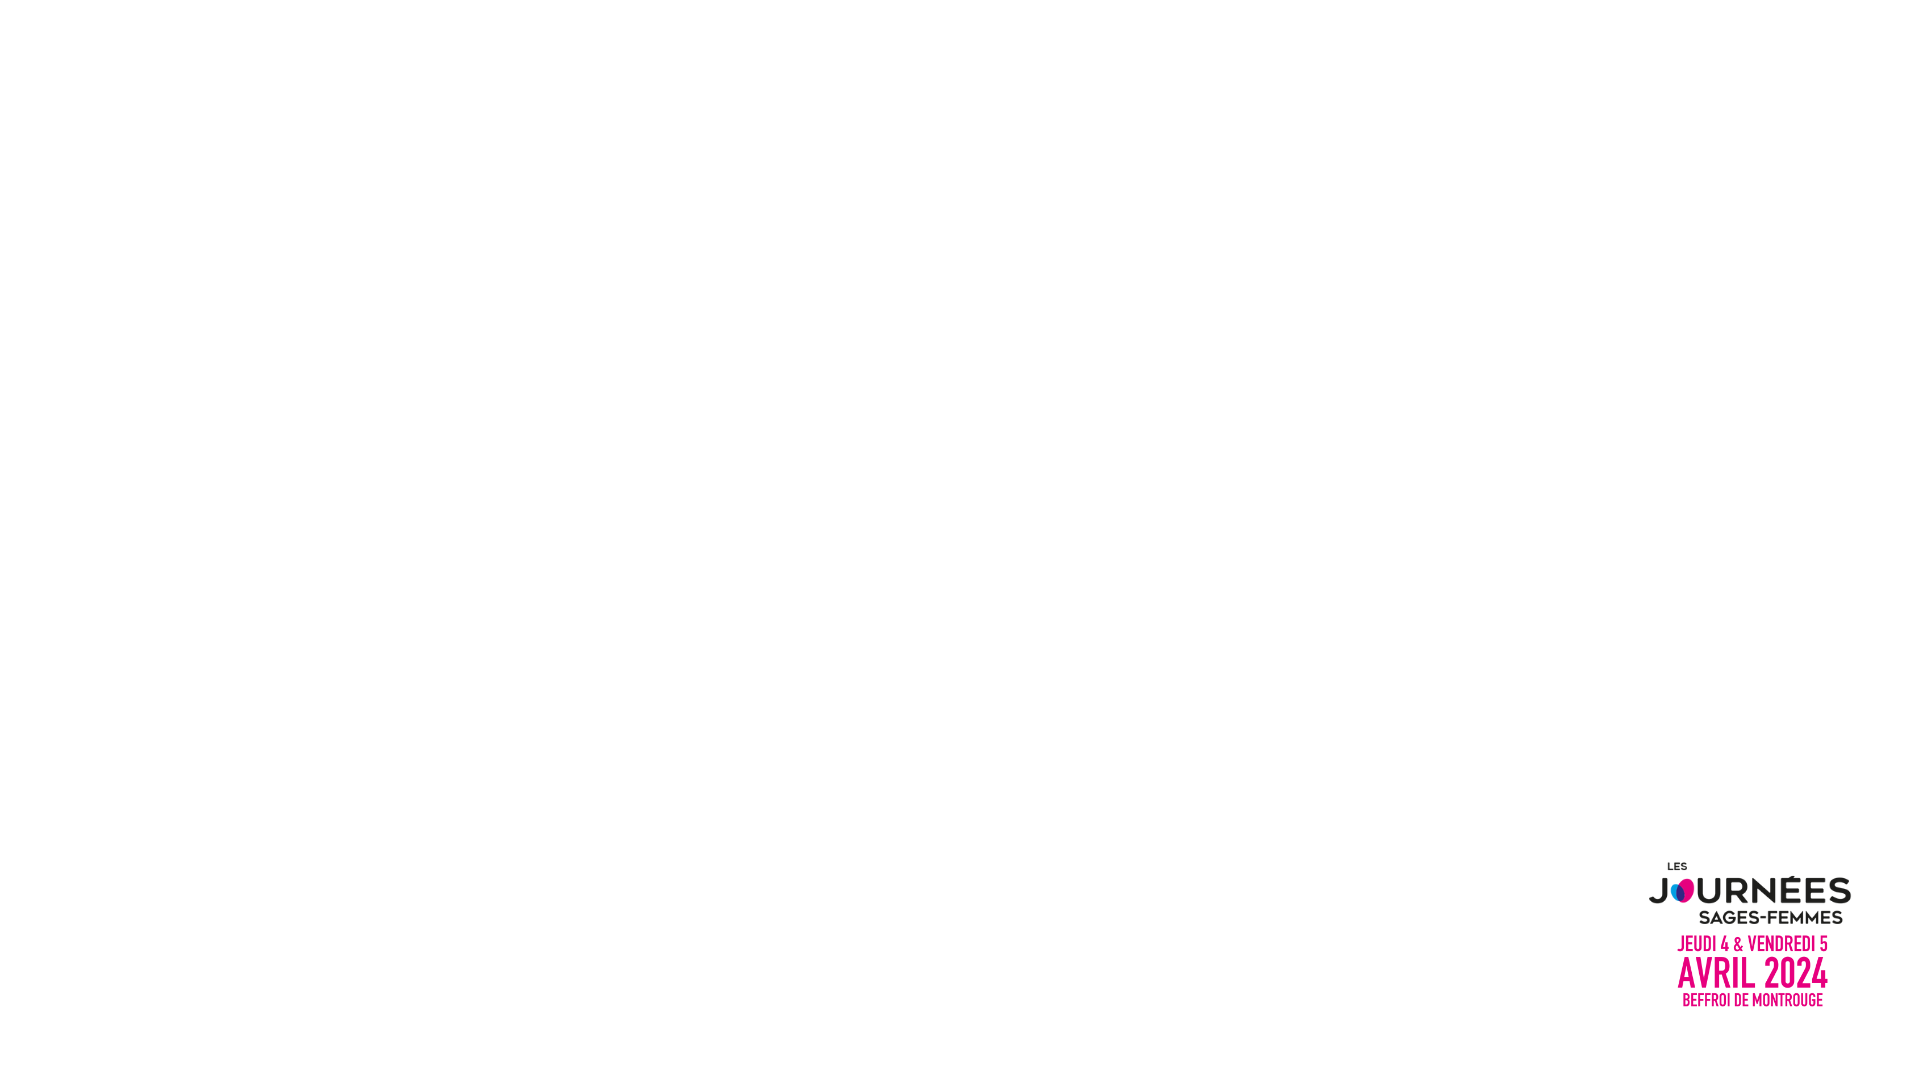 LES
JOURNÉES
SAGES-FEMMES
JEUDI 4 & VENDREDI 5
AVRIL 2024
BEFFROI DE MONTROUGE